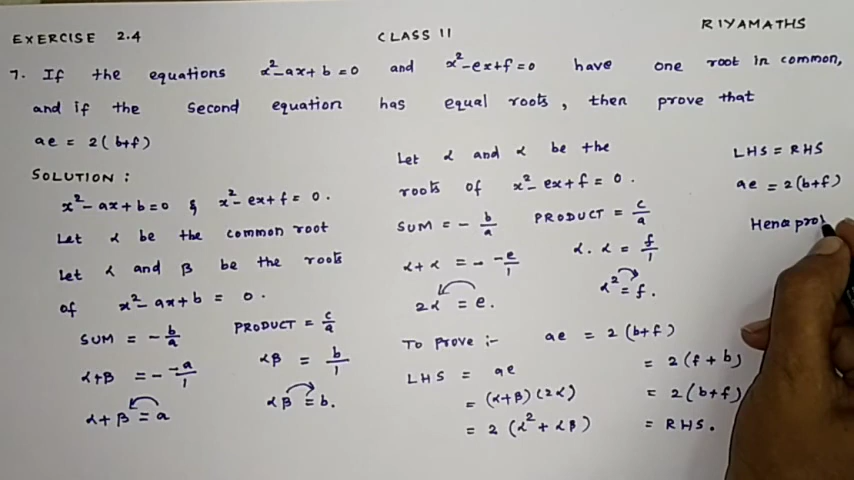 EXERCISE 2.4 CLASS 11 RIYAMATHS
7. If the equations x²-ax+b=0 and x²-ex+f=0 have one root in common,
and if the second equation has equal roots, then prove that
ae = 2(b+f)
SOLUTION:
x²-ax+b=0 & x²-ex+f=0.
Let α be the common root
Let α and β be the roots
of x²-ax+b=0.
SUM = -b/a PRODUCT = c/a
α+β = - -a/1 αβ = b/1
α+β = a αβ = b.
Let α and α be the
roots of x²-ex+f=0.
SUM = -b/a PRODUCT = c/a
α+α = - -e/1 α.α = f/1
2α = e. α² = f.
To Prove :- ae = 2(b+f)
LHS = ae
= (α+β)(2α)
= 2(α²+αβ)
= 2(f+b)
= 2(b+f)
= RHS.
LHS = RHS
ae = 2(b+f)
Hence